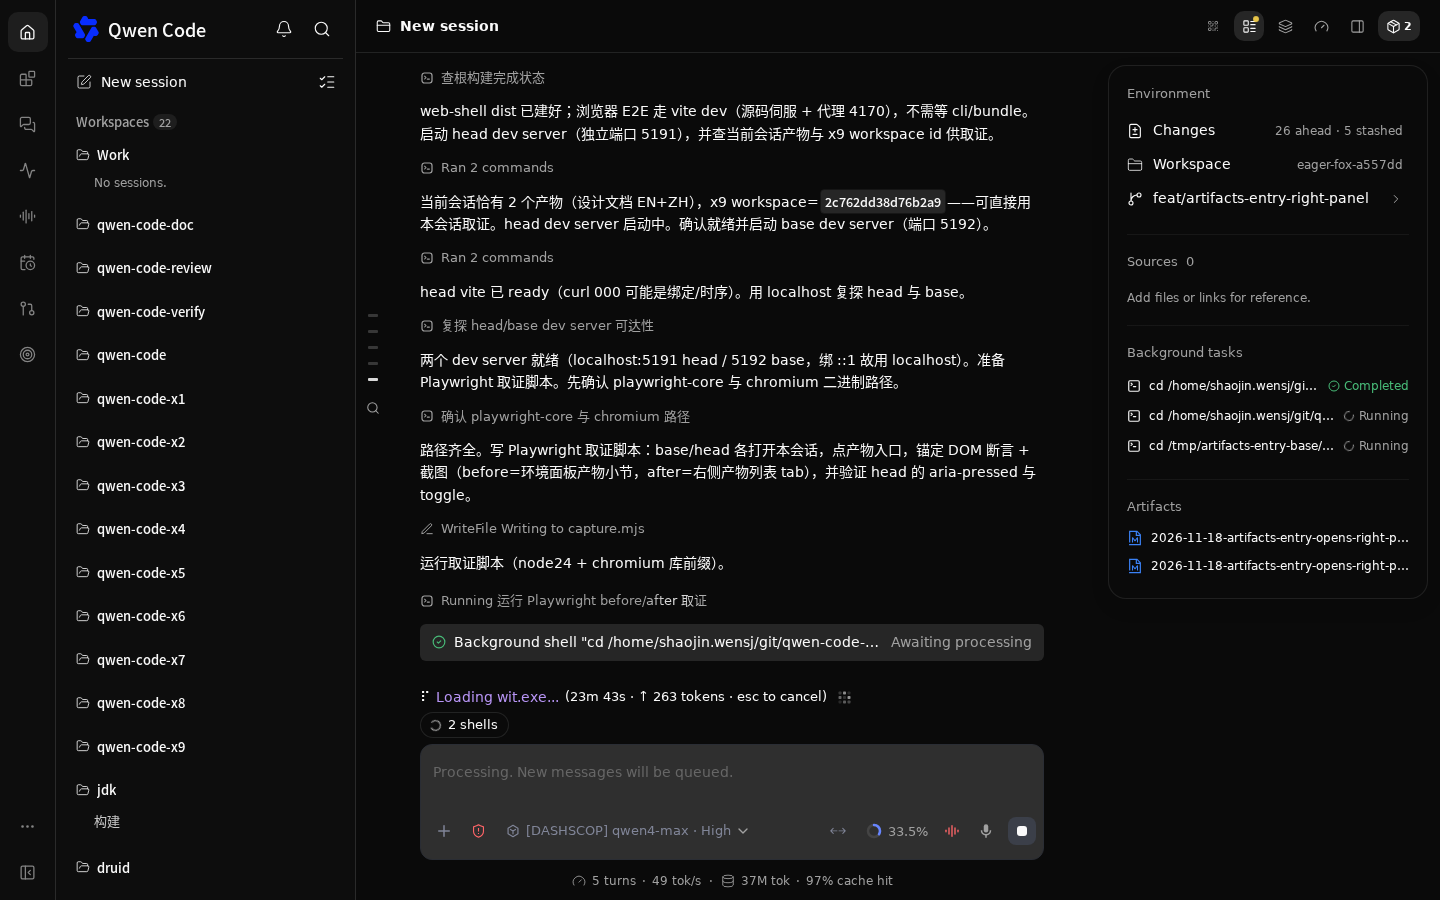 Qwen Code
New session
Workspaces 22
Work
No sessions.
qwen-code-doc
qwen-code-review
qwen-code-verify
qwen-code
qwen-code-x1
qwen-code-x2
qwen-code-x3
qwen-code-x4
qwen-code-x5
qwen-code-x6
qwen-code-x7
qwen-code-x8
qwen-code-x9
jdk
构建
druid
New session
2
查根构建完成状态
web-shell dist 已建好；浏览器 E2E 走 vite dev（源码伺服 + 代理 4170），不需等 cli/bundle。
启动 head dev server（独立端口 5191），并查当前会话产物与 x9 workspace id 供取证。
Ran 2 commands
当前会话恰有 2 个产物（设计文档 EN+ZH），x9 workspace= 2c762dd38d76b2a9 ——可直接用
本会话取证。head dev server 启动中。确认就绪并启动 base dev server（端口 5192）。
Ran 2 commands
head vite 已 ready（curl 000 可能是绑定/时序）。用 localhost 复探 head 与 base。
复探 head/base dev server 可达性
两个 dev server 就绪（localhost:5191 head / 5192 base，绑 ::1 故用 localhost）。准备
Playwright 取证脚本。先确认 playwright-core 与 chromium 二进制路径。
确认 playwright-core 与 chromium 路径
路径齐全。写 Playwright 取证脚本：base/head 各打开本会话，点产物入口，锚定 DOM 断言 +
截图（before=环境面板产物小节，after=右侧产物列表 tab），并验证 head 的 aria-pressed 与
toggle。
WriteFile Writing to capture.mjs
运行取证脚本（node24 + chromium 库前缀）。
Running 运行 Playwright before/after 取证
Background shell "cd /home/shaojin.wensj/git/qwen-code-... Awaiting processing
Loading wit.exe... (23m 43s · ↑ 263 tokens · esc to cancel)
2 shells
Processing. New messages will be queued.
[DASHSCOP] qwen4-max · High
33.5%
5 turns · 49 tok/s · 37M tok · 97% cache hit
Environment
Changes 26 ahead · 5 stashed
Workspace eager-fox-a557dd
feat/artifacts-entry-right-panel
Sources 0
Add files or links for reference.
Background tasks
cd /home/shaojin.wensj/gi... Completed
cd /home/shaojin.wensj/git/q... Running
cd /tmp/artifacts-entry-base/... Running
Artifacts
2026-11-18-artifacts-entry-opens-right-p...
2026-11-18-artifacts-entry-opens-right-p...